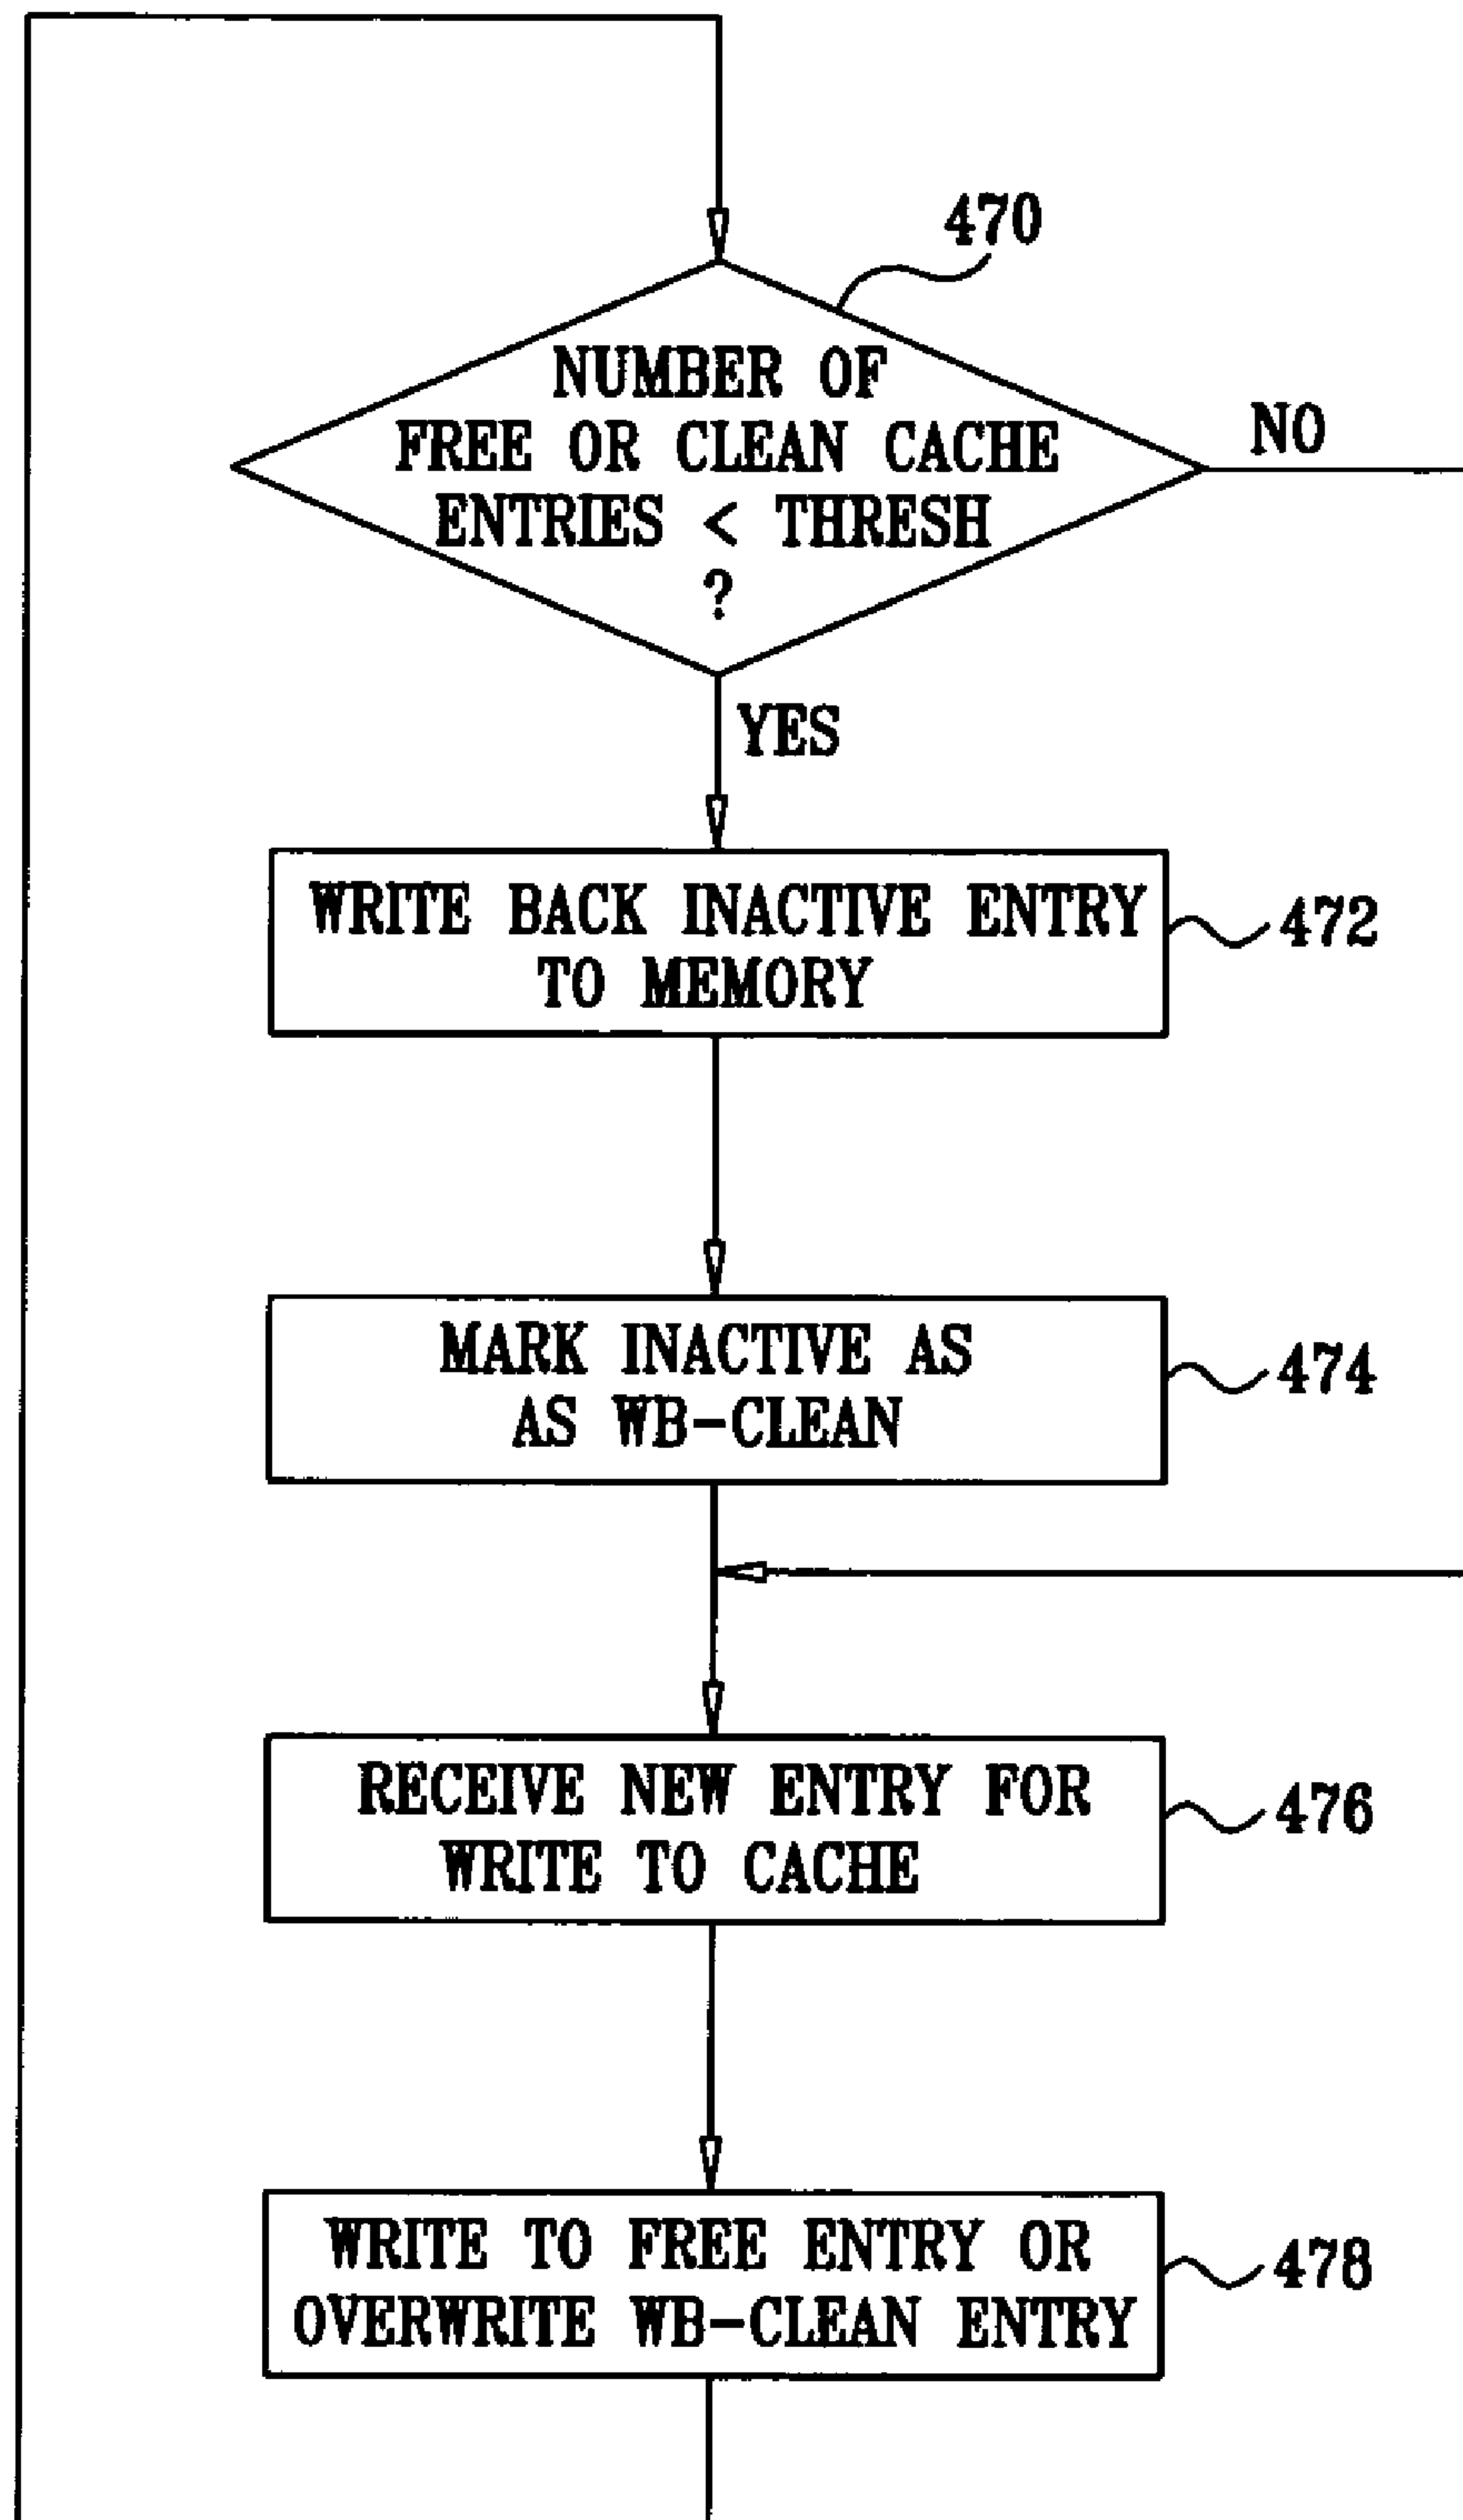 470
NUMBER OF
FREE OR CLEAN CACHE
ENTRIES < THRESH
?
NO
YES
WRITE BACK INACTIVE ENTRY
TO MEMORY
472
MARK INACTIVE AS
AS WB-CLEAN
474
RECEIVE NEW ENTRY FOR
WRITE TO CACHE
476
WRITE TO FREE ENTRY OR
OVERWRITE WB-CLEAN ENTRY
478